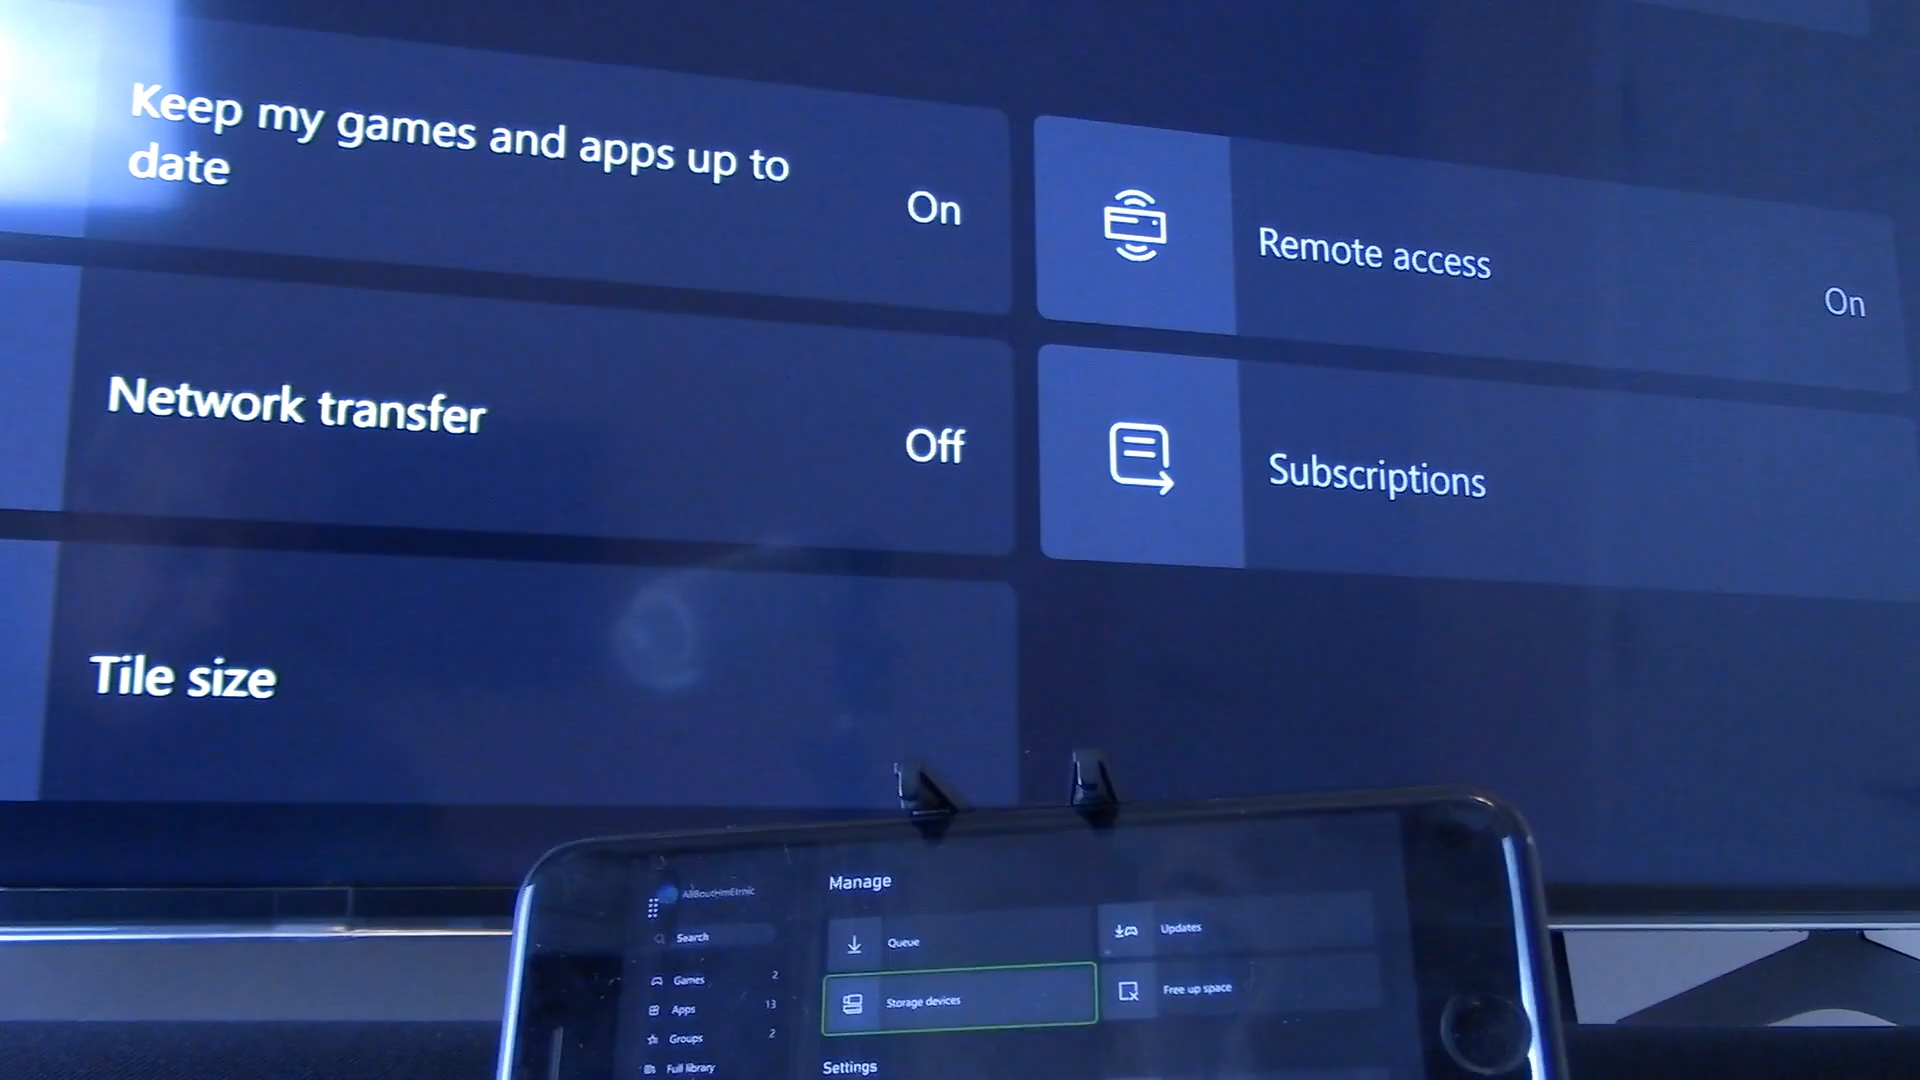 Keep my games and apps up to
date
On
Remote access
On
Network transfer
Off
Subscriptions
Tile size
Manage
Search
Queue
Updates
Games 2
Storage devices
Free up space
Apps 13
Groups 2
Full library
Settings